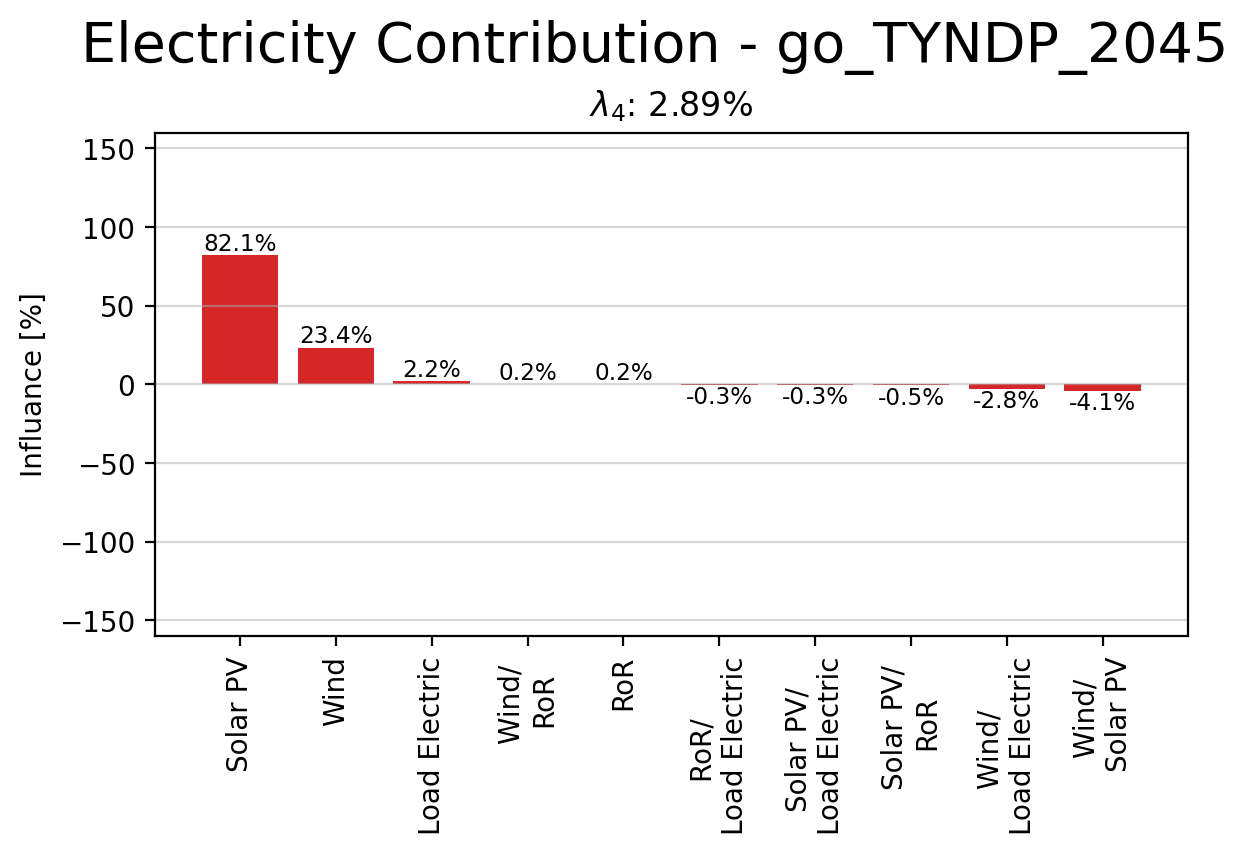 Electricity Contribution - go_TYNDP_2045
λ4: 2.89%
Influance [%]
150
100
50
0
−50
−100
−150
82.1%
23.4%
2.2%
0.2%
0.2%
-0.3%
-0.3%
-0.5%
-2.8%
-4.1%
Solar PV
Wind
Load Electric
Wind/
RoR
RoR
RoR/
Load Electric
Solar PV/
Load Electric
Solar PV/
RoR
Wind/
Load Electric
Wind/
Solar PV